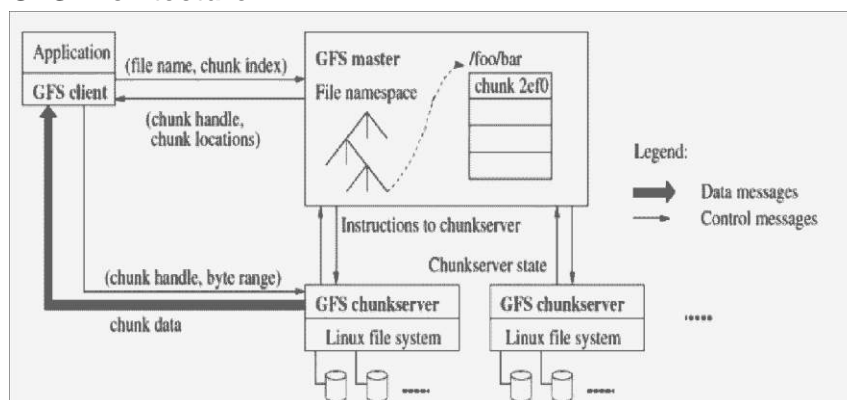 Application
GFS client
(file name, chunk index)
(chunk handle,
chunk locations)
GFS master
File namespace
/foo/bar
chunk 2ef0
Legend:
Data messages
Control messages
Instructions to chunkserver
Chunkserver state
(chunk handle, byte range)
chunk data
GFS chunkserver
Linux file system
GFS chunkserver
Linux file system